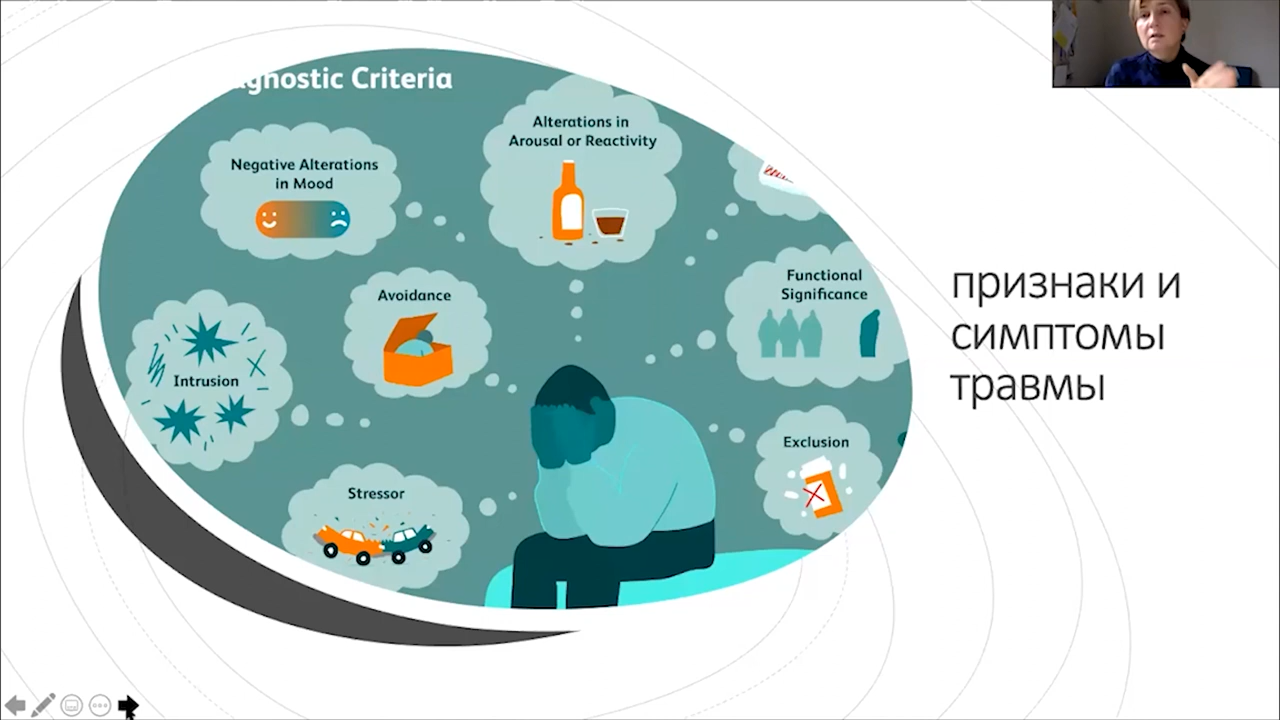 Criteria
Negative Alterations
in Mood
Alterations in
Arousal or Reactivity
Avoidance
Functional
Significance
Intrusion
Exclusion
Stressor
признаки и
симптомы
травмы